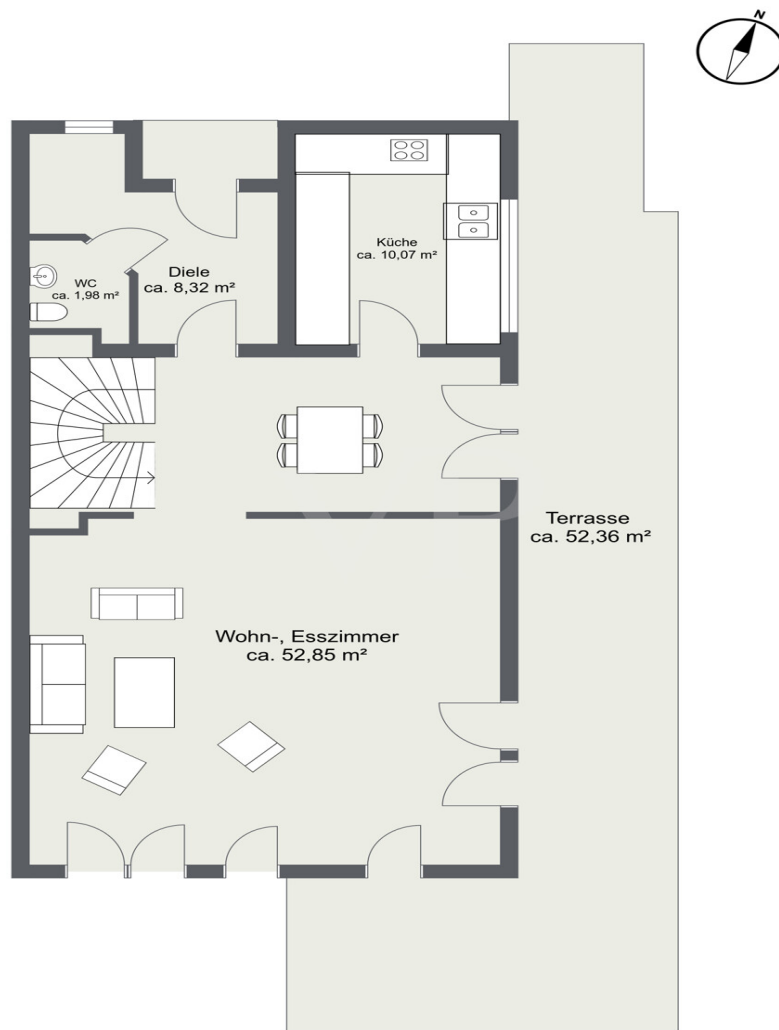 N
Küche
ca. 10,07 m²
Diele
ca. 8,32 m²
WC
ca. 1,98 m²
Terrasse
ca. 52,36 m²
Wohn-, Esszimmer
ca. 52,85 m²